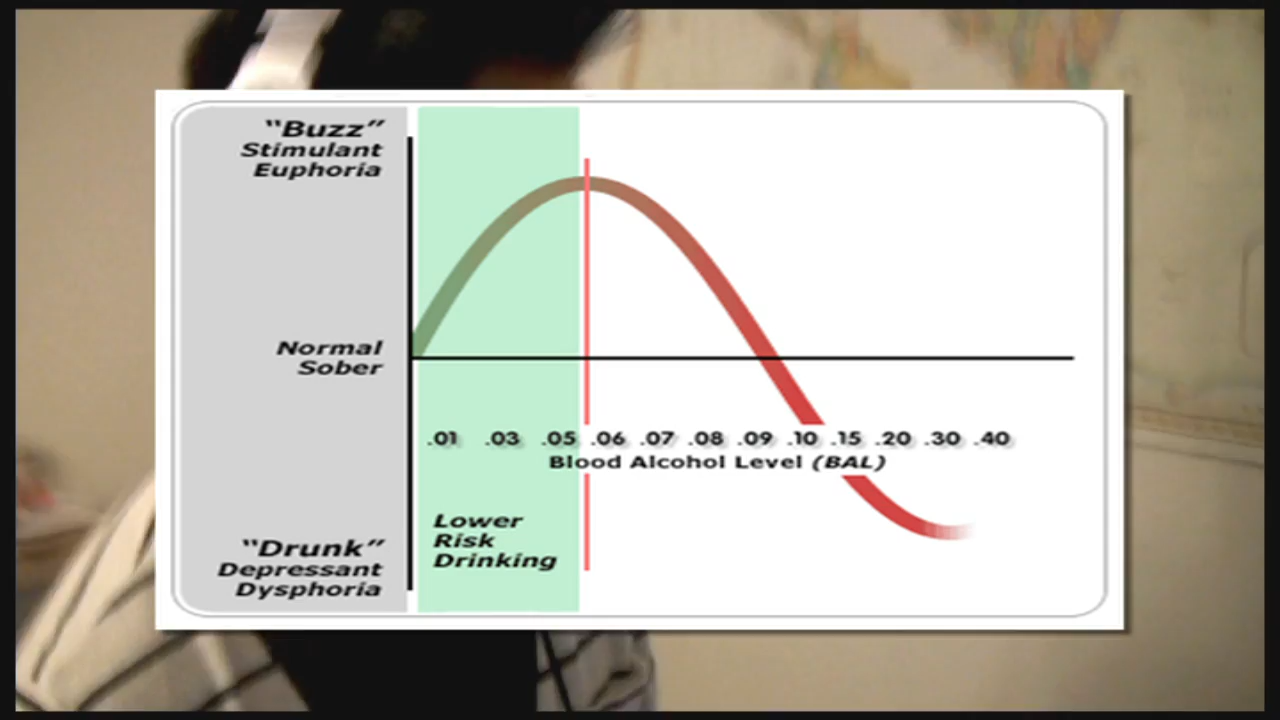 “Buzz”
Stimulant
Euphoria
Normal
Sober
.01 .03 .05 .06 .07 .08 .09 .10 .15 .20 .30 .40
Blood Alcohol Level (BAL)
Lower
Risk
Drinking
“Drunk”
Depressant
Dysphoria